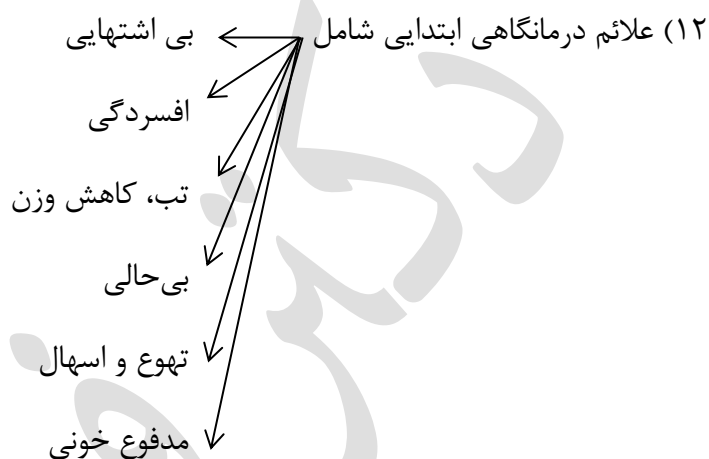 ۱۲) علائم درمانگاهی ابتدایی شامل بی اشتهایی
افسردگی
تب، کاهش وزن
بی‌حالی
تهوع و اسهال
مدفوع خونی